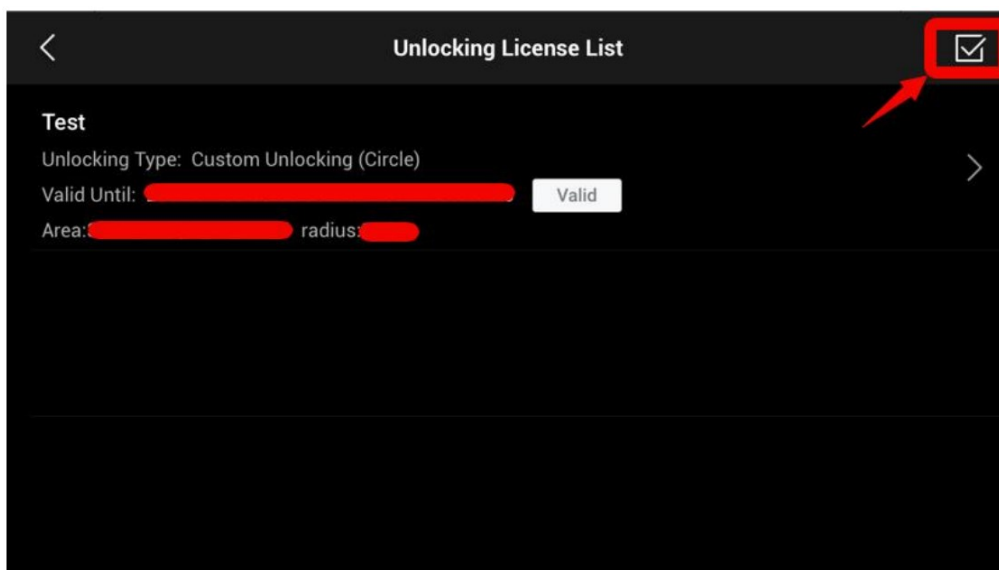 Unlocking License List
Test
Unlocking Type: Custom Unlocking (Circle)
Valid Until: Valid
Area: radius: